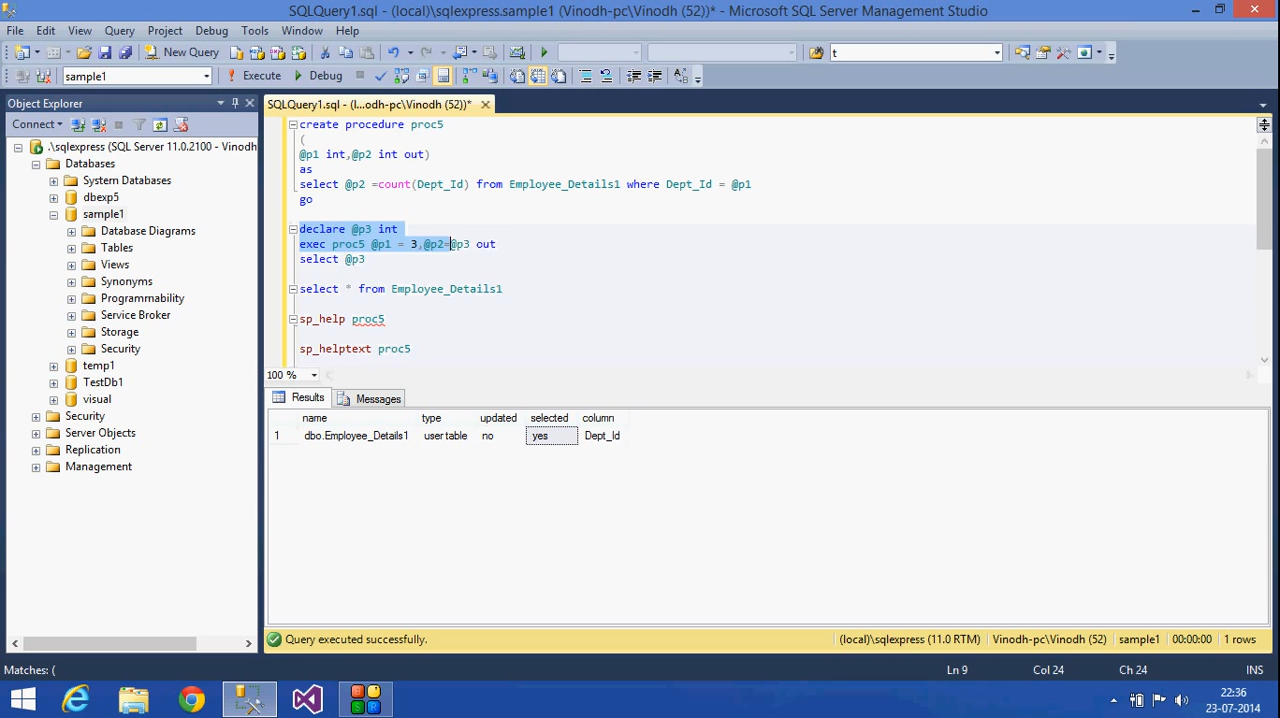 SQLQuery1.sql - (local)\sqlexpress.sample1 (Vinodh-pc\Vinodh (52))* - Microsoft SQL Server Management Studio
File Edit View Query Project Debug Tools Window Help
New Query t
sample1 Execute Debug
Object Explorer
Connect
.\sqlexpress (SQL Server 11.0.2100 - Vinodh
Databases
System Databases
dbexp5
sample1
Database Diagrams
Tables
Views
Synonyms
Programmability
Service Broker
Storage
Security
temp1
TestDb1
visual
Security
Server Objects
Replication
Management
SQLQuery1.sql - (l...odh-pc\Vinodh (52))*
create procedure proc5
(
@p1 int,@p2 int out)
as
select @p2 =count(Dept_Id) from Employee_Details1 where Dept_Id = @p1
go
declare @p3 int
exec proc5 @p1 = 3,@p2=@p3 out
select @p3
select * from Employee_Details1
sp_help proc5
sp_helptext proc5
100 %
Results Messages
name type updated selected column
1 dbo.Employee_Details1 user table no yes Dept_Id
Query executed successfully. (local)\sqlexpress (11.0 RTM) Vinodh-pc\Vinodh (52) sample1 00:00:00 1 rows
Matches: ( Ln 9 Col 24 Ch 24 INS
22:36
23-07-2014